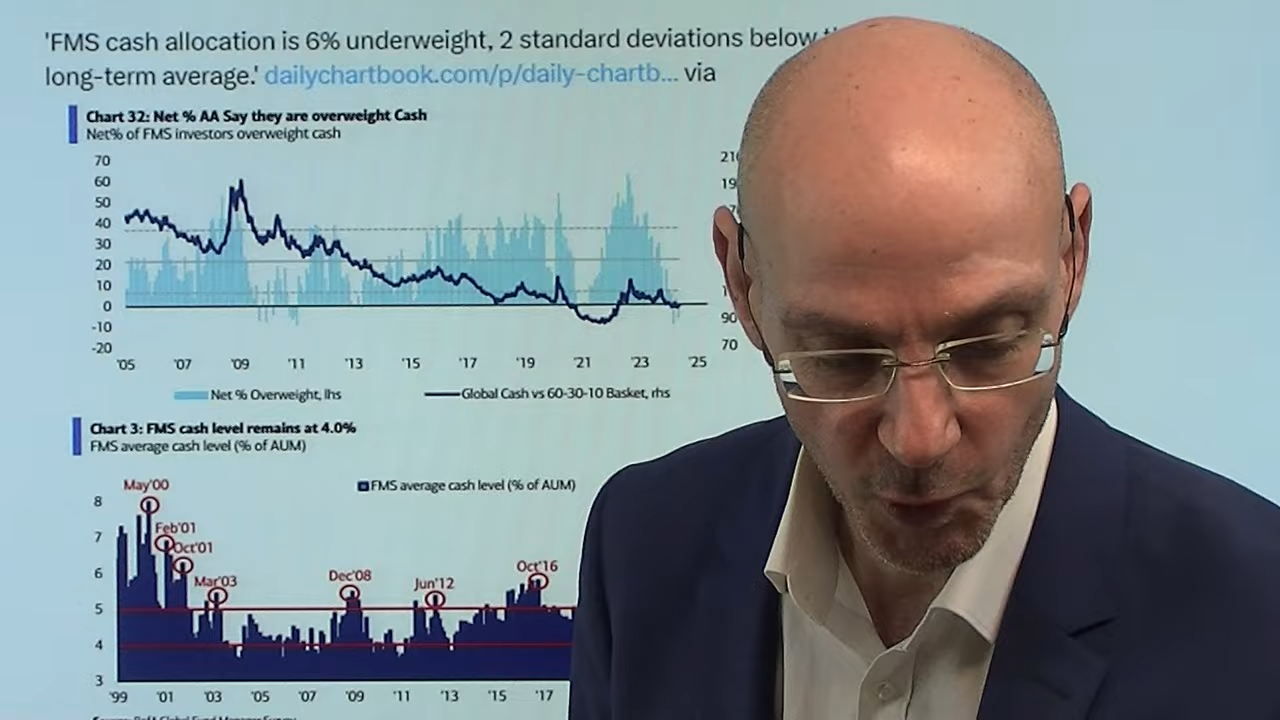 'FMS cash allocation is 6% underweight, 2 standard deviations below
long-term average.' dailychartbook.com/p/daily-chartb... via
Chart 32: Net % AA Say they are overweight Cash
Net% of FMS investors overweight cash
70
60
50
40
30
20
10
0
-10
-20
90
70
'05 '07 '09 '11 '13 '15 '17 '19 '21 '23 '25
Net % Overweight, lhs
Global Cash vs 60-30-10 Basket, rhs
Chart 3: FMS cash level remains at 4.0%
FMS average cash level (% of AUM)
FMS average cash level (% of AUM)
May'00
Feb'01
Oct'01
Mar'03
Dec'08
Jun'12
Oct'16
8
7
6
5
4
3
'99 '01 '03 '05 '07 '09 '11 '13 '15 '17